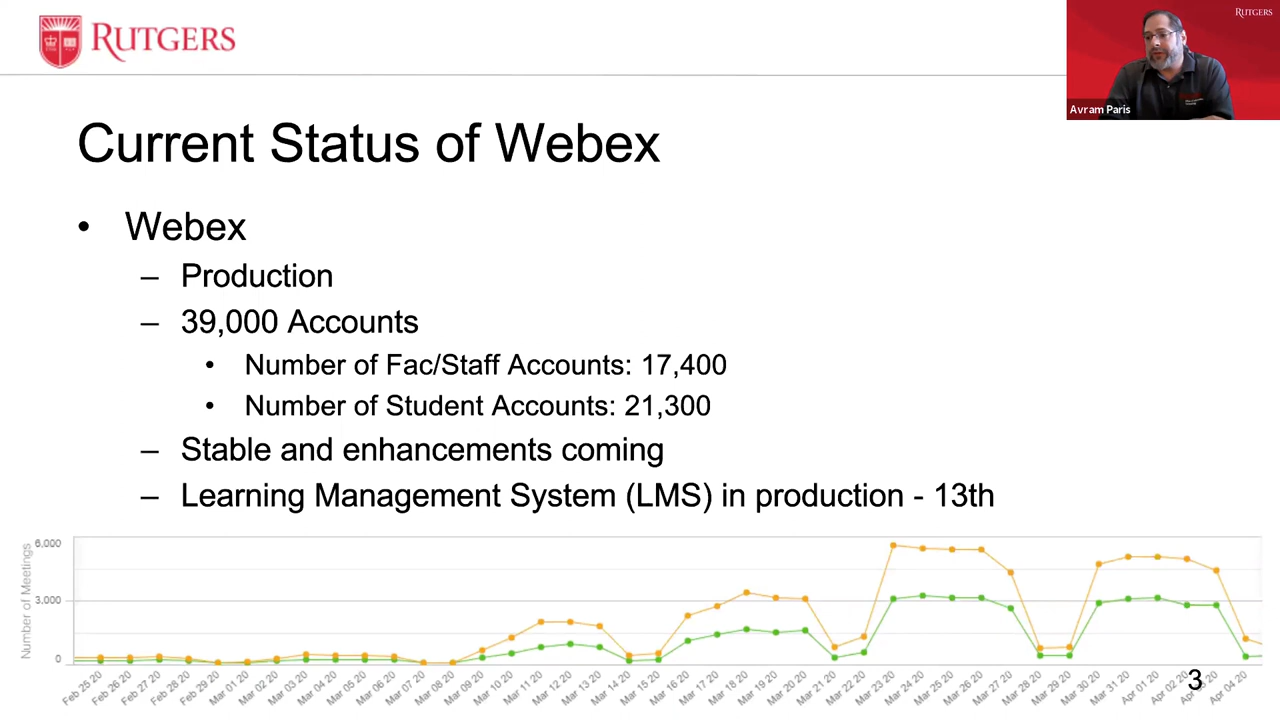 RUTGERS
RUTGERS
Avram Paris
Current Status of Webex
• Webex
– Production
– 39,000 Accounts
• Number of Fac/Staff Accounts: 17,400
• Number of Student Accounts: 21,300
– Stable and enhancements coming
– Learning Management System (LMS) in production - 13th
Number of Meetings
6,000
3,000
0
Feb 25 20
Feb 26 20
Feb 27 20
Feb 28 20
Feb 29 20
Mar 01 20
Mar 02 20
Mar 03 20
Mar 04 20
Mar 05 20
Mar 06 20
Mar 07 20
Mar 08 20
Mar 09 20
Mar 10 20
Mar 11 20
Mar 12 20
Mar 13 20
Mar 14 20
Mar 15 20
Mar 16 20
Mar 17 20
Mar 18 20
Mar 19 20
Mar 20 20
Mar 21 20
Mar 22 20
Mar 23 20
Mar 24 20
Mar 25 20
Mar 26 20
Mar 27 20
Mar 28 20
Mar 29 20
Mar 30 20
Mar 31 20
Apr 01 20
Apr 02 20
Apr 03 20
Apr 04 20
3